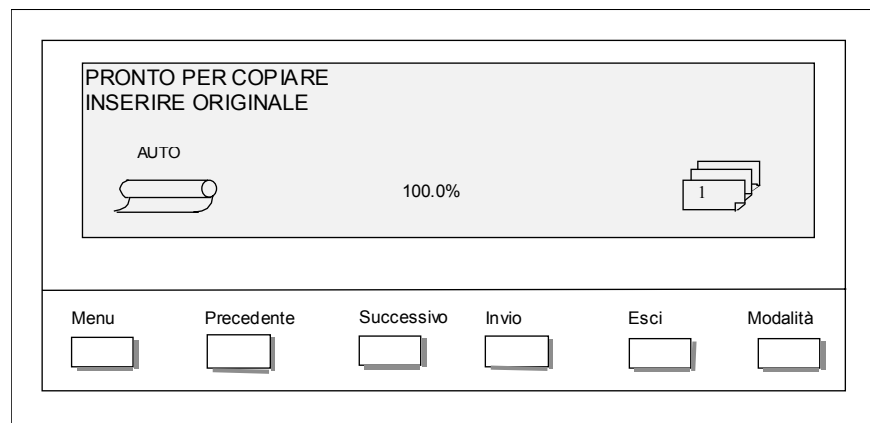 PRONTO PER COPIARE
INSERIRE ORIGINALE
AUTO
100.0%
1
Menu Precedente Successivo Invio Esci Modalità